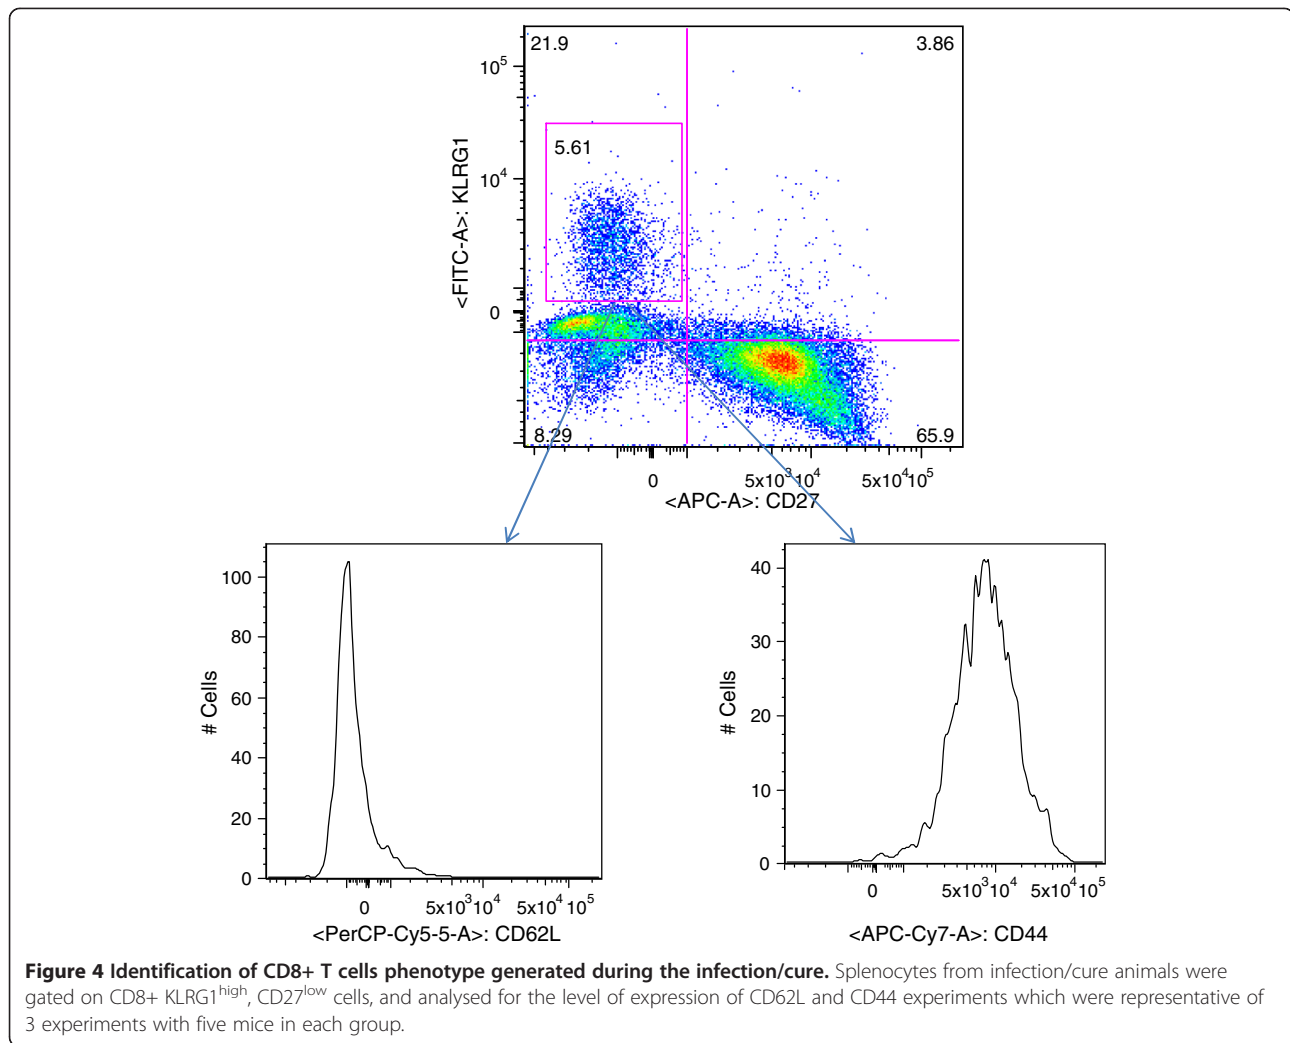 21.9
3.86
10⁵
5.61
10⁴
0
8.29
65.9
<FITC-A>: KLRG1
0
5x10³10⁴
5x10⁴10⁵
<APC-A>: CD27
100
80
60
40
20
0
# Cells
0
5x10³10⁴
5x10⁴10⁵
<PerCP-Cy5-5-A>: CD62L
40
30
20
10
0
# Cells
0
5x10³10⁴
5x10⁴10⁵
<APC-Cy7-A>: CD44
Figure 4 Identification of CD8+ T cells phenotype generated during the infection/cure. Splenocytes from infection/cure animals were
gated on CD8+ KLRG1ʰⁱᵍʰ, CD27ˡᵒʷ cells, and analysed for the level of expression of CD62L and CD44 experiments which were representative of
3 experiments with five mice in each group.